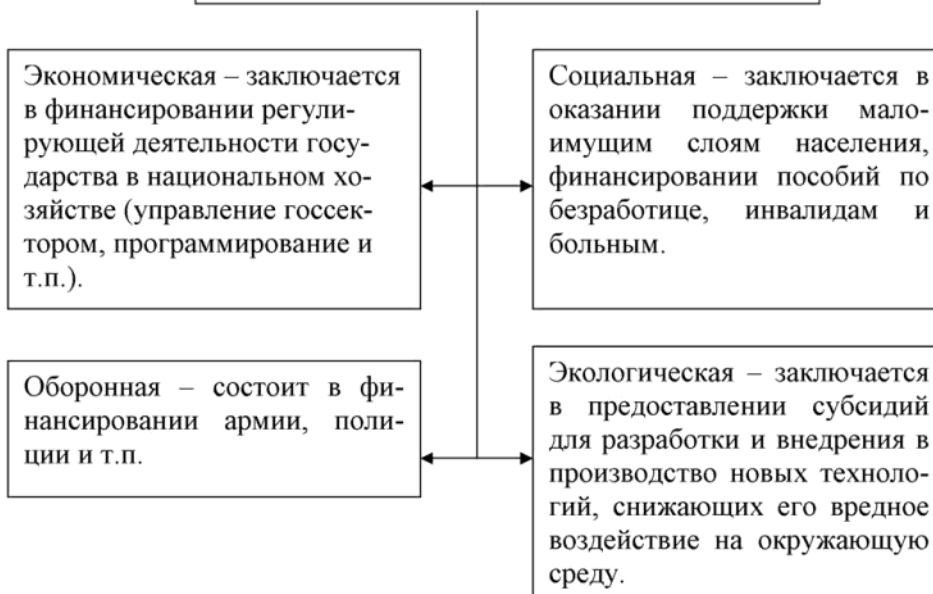 Экономическая – заключается
в финансировании регули-
рующей деятельности госу-
дарства в национальном хо-
зяйстве (управление госсек-
тором, программирование и
т.п.).
Социальная – заключается в
оказании поддержки мало-
имущим слоям населения,
финансировании пособий по
безработице, инвалидам и
больным.
Оборонная – состоит в фи-
нансировании армии, поли-
ции и т.п.
Экологическая – заключается
в предоставлении субсидий
для разработки и внедрения в
производство новых техноло-
гий, снижающих его вредное
воздействие на окружающую
среду.